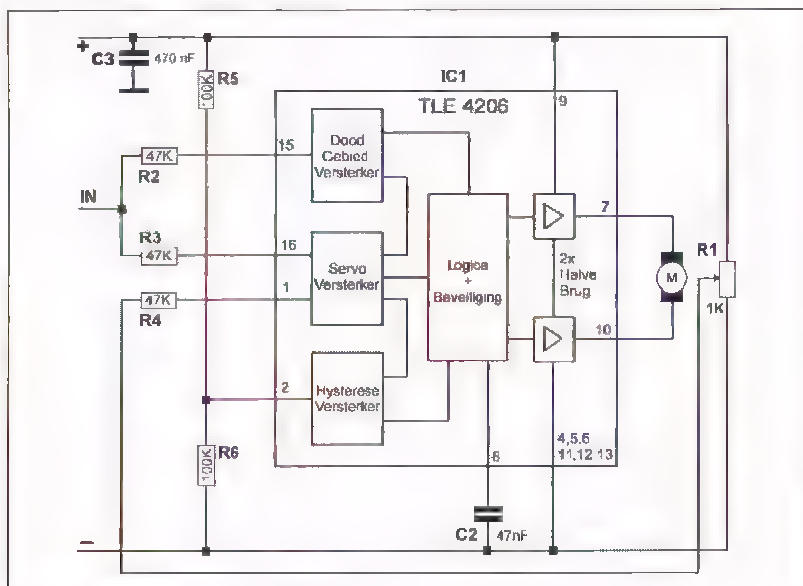 +
C3
470 nF
R5
100K
IC1
TLE 4206
9
R2
47K
15
Dood
Gebied
Versterker
IN
R3
47K
16
1
Servo
Versterker
Logica
+
Beveiliging
7
2x
Halve
Brug
M
R1
1K
R4
47K
10
2
Hysterese
Versterker
R6
100K
8
4,5,6
11,12 13
C2
47nF
–